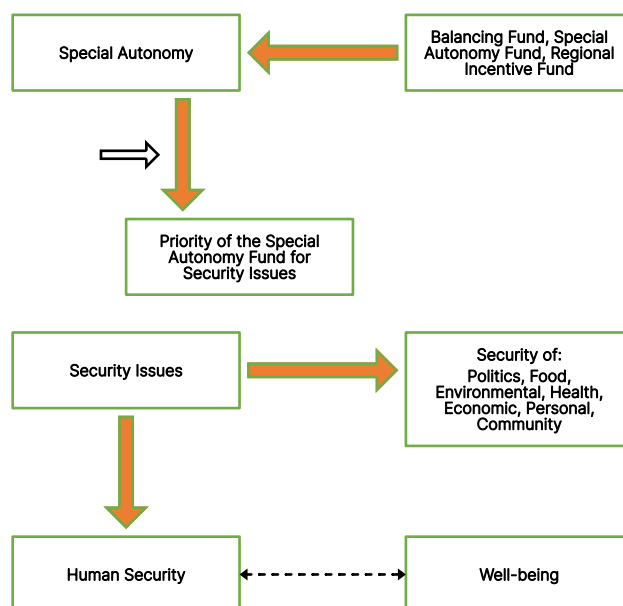 Special Autonomy
Balancing Fund, Special
Autonomy Fund, Regional
Incentive Fund
Priority of the Special
Autonomy Fund for
Security Issues
Security Issues
Security of:
Politics, Food,
Environmental, Health,
Economic, Personal,
Community
Human Security
Well-being